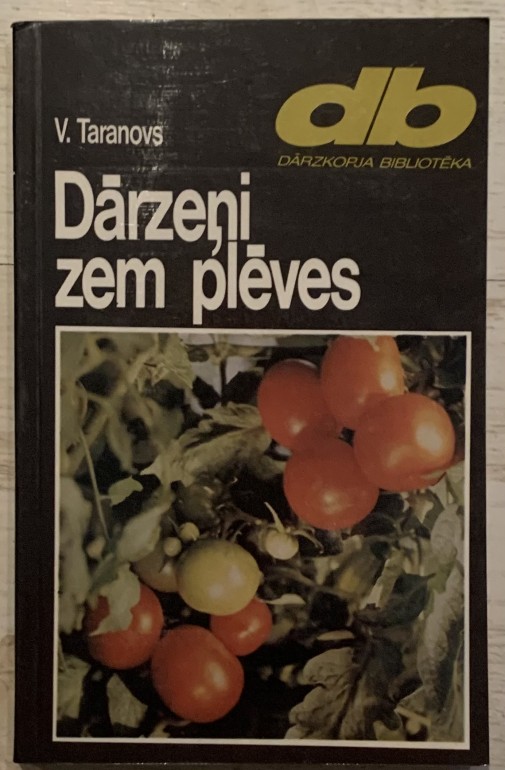 V. Taranovs
db
DĀRZKOPJA BIBLIOTĒKA
Dārzeņi
zem plēves